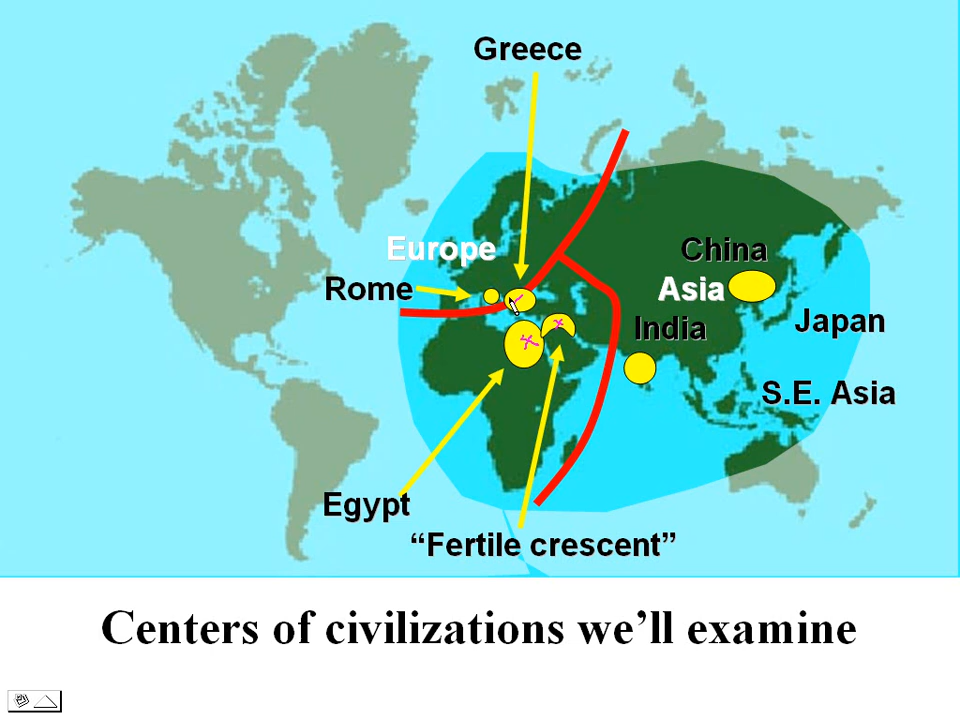 Greece
Europe
China
Rome
Asia
India
Japan
S.E. Asia
Egypt
“Fertile crescent”
Centers of civilizations we’ll examine